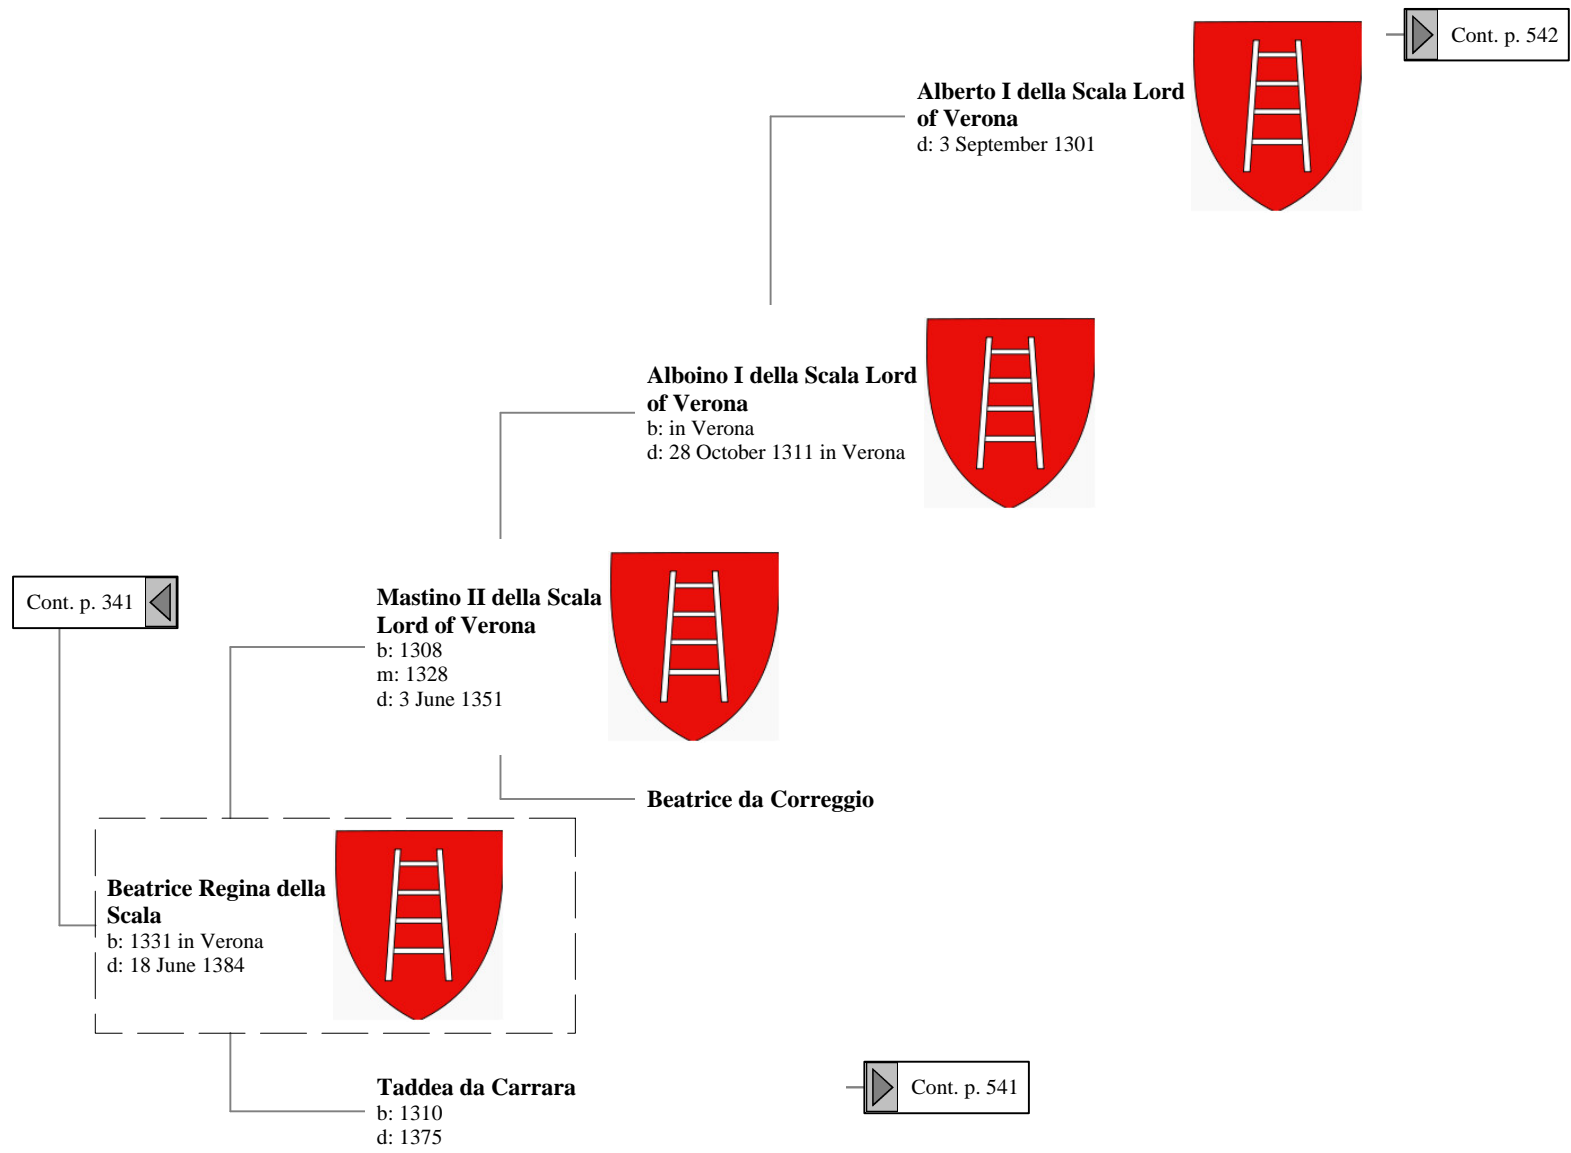 Cont. p. 542
Alberto I della Scala Lord
of Verona
d: 3 September 1301
Alboino I della Scala Lord
of Verona
b: in Verona
d: 28 October 1311 in Verona
Cont. p. 341
Mastino II della Scala
Lord of Verona
b: 1308
m: 1328
d: 3 June 1351
Beatrice da Correggio
Beatrice Regina della
Scala
b: 1331 in Verona
d: 18 June 1384
Taddea da Carrara
b: 1310
d: 1375
Cont. p. 541